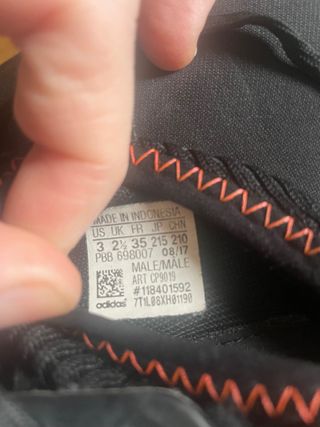 MADE IN INDONESIA
US UK FR JP CHN
3 2½ 35 215 210
PBB 698007 08/17
MALE/MALE
ART CP9019
#118401592
adidas 7T1L08XH01190